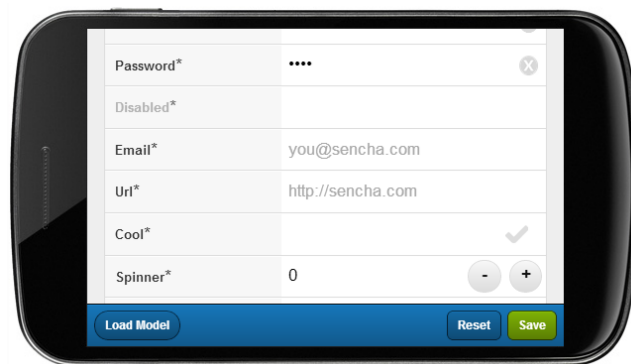 Password* ••••
Disabled*
Email* you@sencha.com
Url* http://sencha.com
Cool*
Spinner* 0 - +
Load Model Reset Save